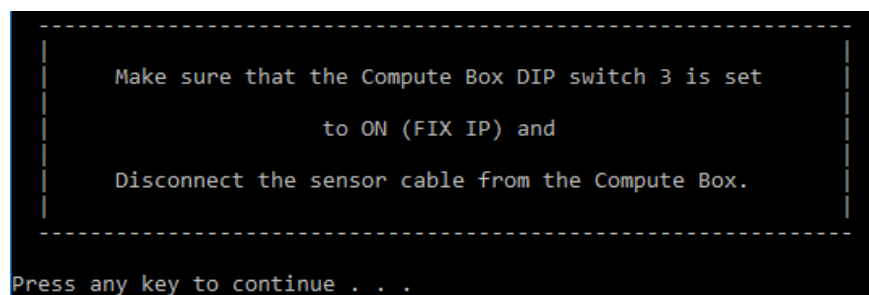 Make sure that the Compute Box DIP switch 3 is set
to ON (FIX IP) and
Disconnect the sensor cable from the Compute Box.
Press any key to continue . . .